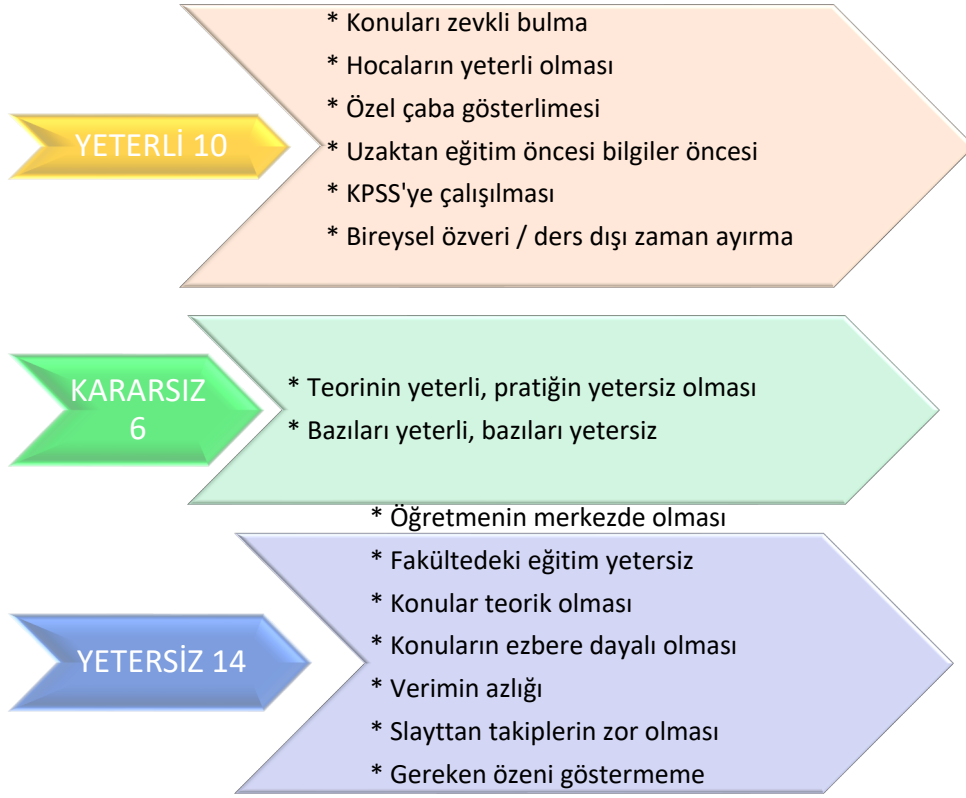 YETERLİ 10
* Konuları zevkli bulma
* Hocaların yeterli olması
* Özel çaba gösterlimesi
* Uzaktan eğitim öncesi bilgiler öncesi
* KPSS'ye çalışılması
* Bireysel özveri / ders dışı zaman ayırma
KARARSIZ
6
* Teorinin yeterli, pratiğin yetersiz olması
* Bazıları yeterli, bazıları yetersiz
YETERSİZ 14
* Öğretmenin merkezde olması
* Fakültedeki eğitim yetersiz
* Konular teorik olması
* Konuların ezbere dayalı olması
* Verimin azlığı
* Slayttan takiplerin zor olması
* Gereken özeni göstermeme